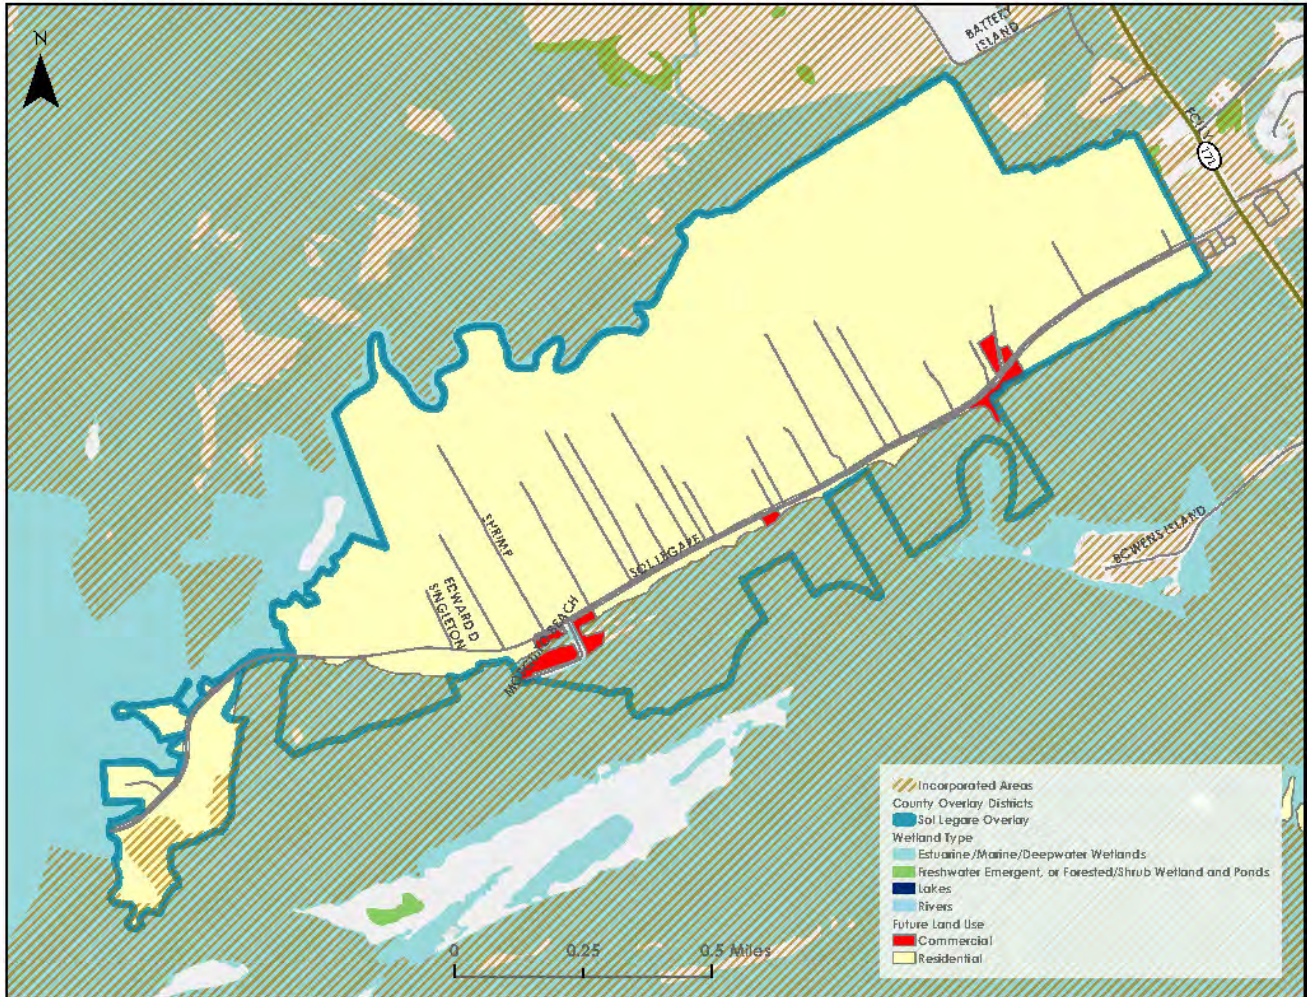 N
BATTERY
ISLAND
FOLLY
171
BOWENS ISLAND
SHRIMP
SOL LEGARE
EDWARD D
SINGLETON
BEACH
Incorporated Areas
County Overlay Districts
Sol Legare Overlay
Wetland Type
Estuarine/Marine/Deepwater Wetlands
Freshwater Emergent, or Forested/Shrub Wetland and Ponds
Lakes
Rivers
Future Land Use
Commercial
Residential
0 0.25 0.5 Miles